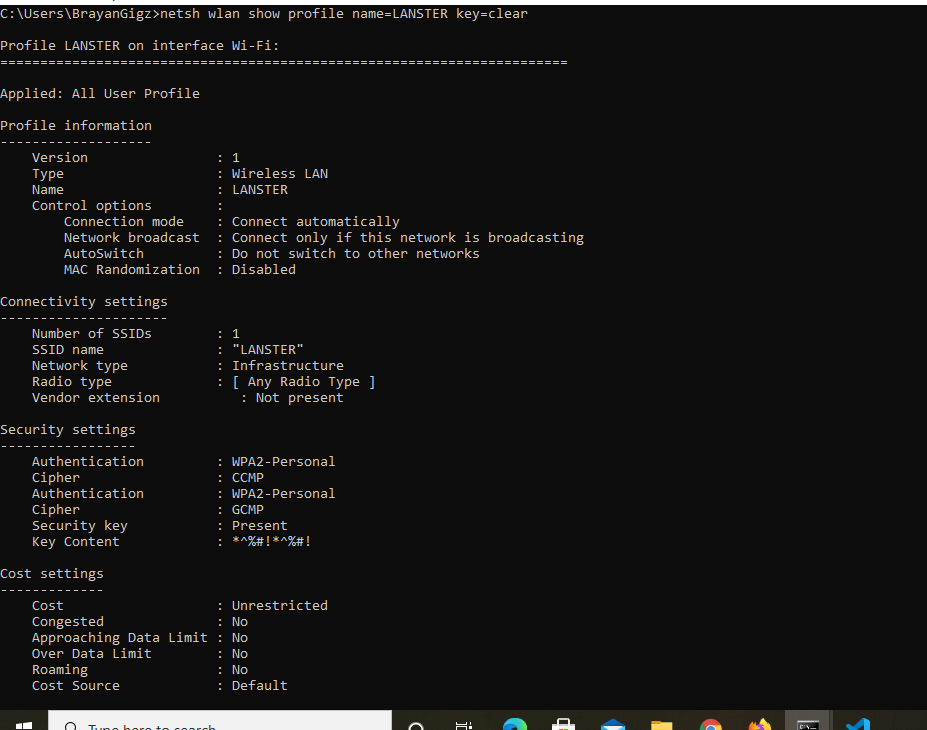 C:\Users\BrayanGigz>netsh wlan show profile name=LANSTER key=clear
Profile LANSTER on interface Wi-Fi:
=======================================================================
Applied: All User Profile
Profile information
-------------------
Version : 1
Type : Wireless LAN
Name : LANSTER
Control options :
Connection mode : Connect automatically
Network broadcast : Connect only if this network is broadcasting
AutoSwitch : Do not switch to other networks
MAC Randomization : Disabled
Connectivity settings
---------------------
Number of SSIDs : 1
SSID name : "LANSTER"
Network type : Infrastructure
Radio type : [ Any Radio Type ]
Vendor extension : Not present
Security settings
-----------------
Authentication : WPA2-Personal
Cipher : CCMP
Authentication : WPA2-Personal
Cipher : GCMP
Security key : Present
Key Content : *^%#!*^%#!
Cost settings
-------------
Cost : Unrestricted
Congested : No
Approaching Data Limit : No
Over Data Limit : No
Roaming : No
Cost Source : Default
Type here to search